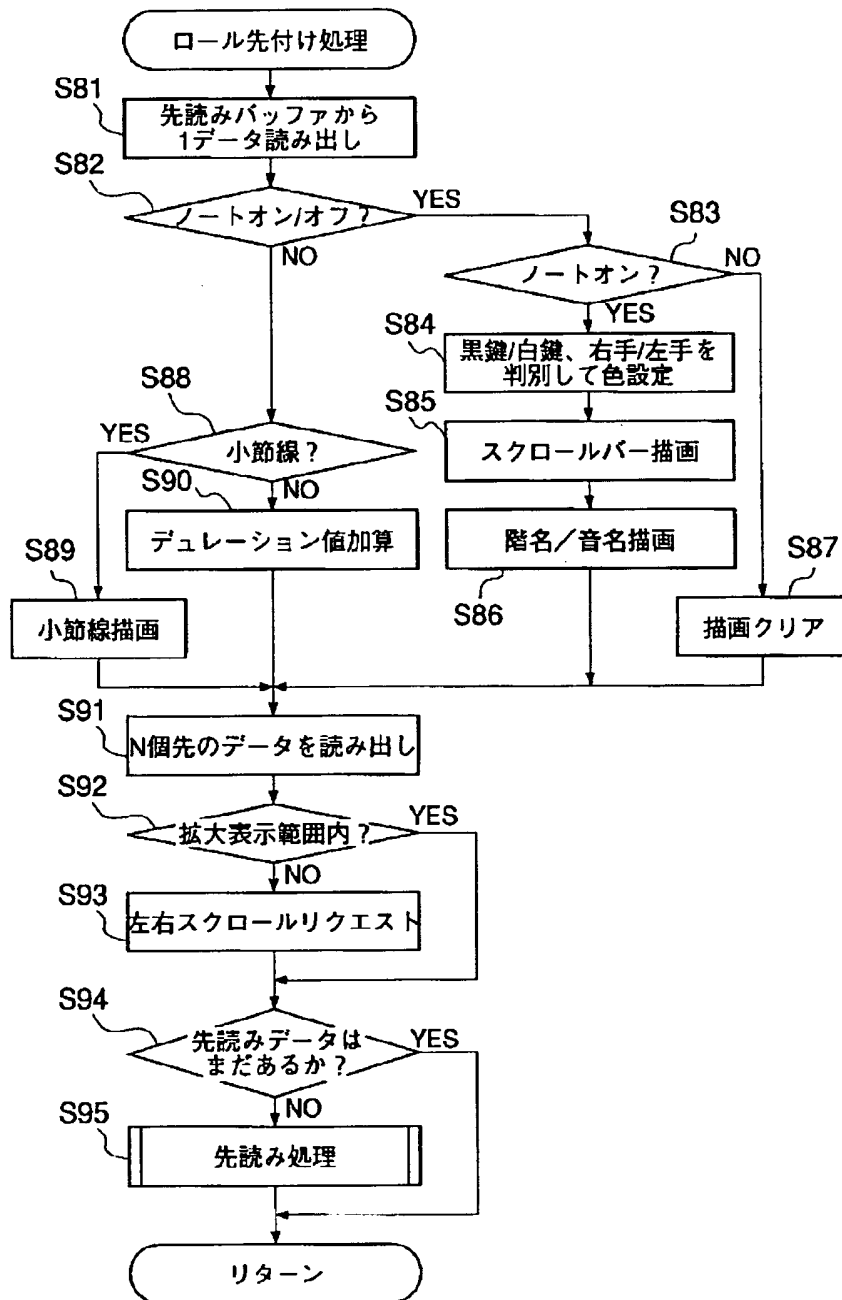 ロール先付け処理
S81
先読みバッファから
1データ読み出し
S82
ノートオン/オフ？
YES
NO
S83
ノートオン？
NO
YES
S84
黒鍵/白鍵、右手/左手を
判別して色設定
S85
スクロールバー描画
階名／音名描画
S86
S87
描画クリア
S88
YES
小節線？
NO
S90
デュレーション値加算
S89
小節線描画
S91
N個先のデータを読み出し
S92
拡大表示範囲内？
YES
NO
S93
左右スクロールリクエスト
S94
先読みデータは
まだあるか？
YES
NO
S95
先読み処理
リターン